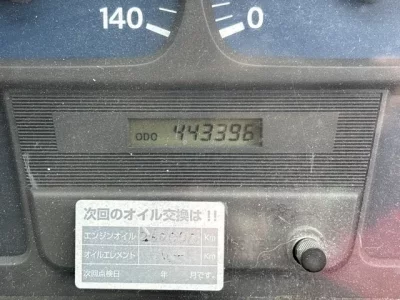 140 0
ODO 443396
次回のオイル交換は!!
エンジンオイル Km
オイルエレメント Km
次回点検日 年 月です。